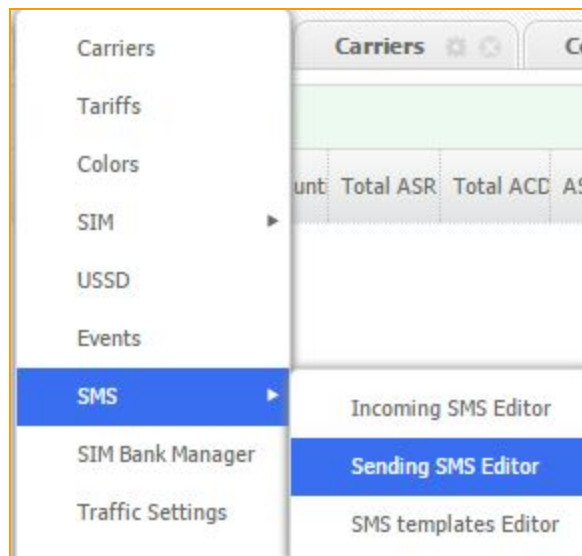 Carriers
Tariffs
Colors
SIM
USSD
Events
SMS
SIM Bank Manager
Traffic Settings
Carriers
Total ASR Total ACD
Incoming SMS Editor
Sending SMS Editor
SMS templates Editor